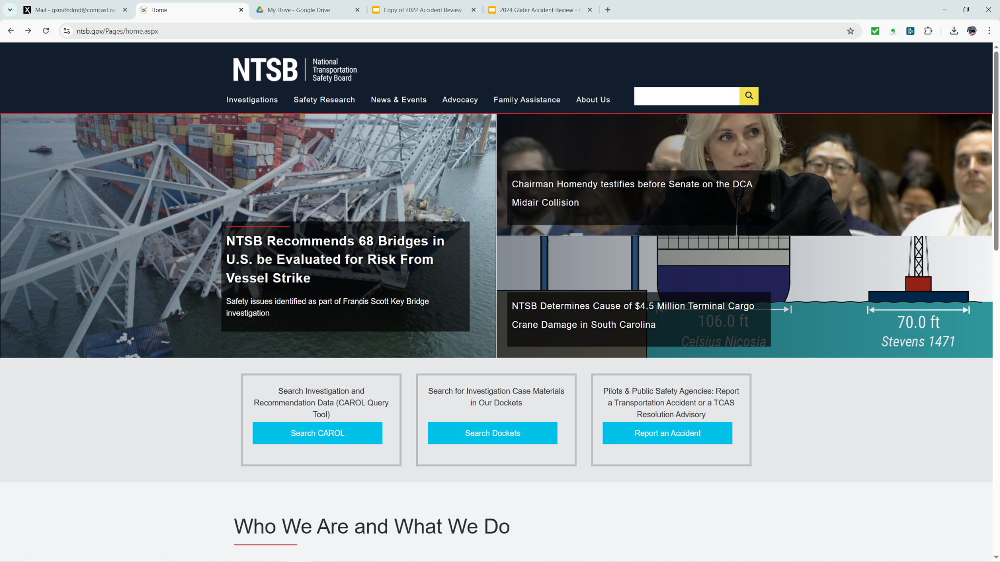 Mail - gsmithdmd@comcast.ne
Home
My Drive - Google Drive
Copy of 2022 Accident Review
2024 Glider Accident Review -
ntsb.gov/Pages/home.aspx
NTSB
National
Transportation
Safety Board
Investigations
Safety Research
News & Events
Advocacy
Family Assistance
About Us
NTSB Recommends 68 Bridges in
U.S. be Evaluated for Risk From
Vessel Strike
Safety issues identified as part of Francis Scott Key Bridge
investigation
Chairman Homendy testifies before Senate on the DCA
Midair Collision
NTSB Determines Cause of $4.5 Million Terminal Cargo
Crane Damage in South Carolina
106.0 ft
Celsius Nicosia
70.0 ft
Stevens 1471
Search Investigation and
Recommendation Data (CAROL Query
Tool)
Search CAROL
Search for Investigation Case Materials
in Our Dockets
Search Dockets
Pilots & Public Safety Agencies: Report
a Transportation Accident or a TCAS
Resolution Advisory
Report an Accident
Who We Are and What We Do